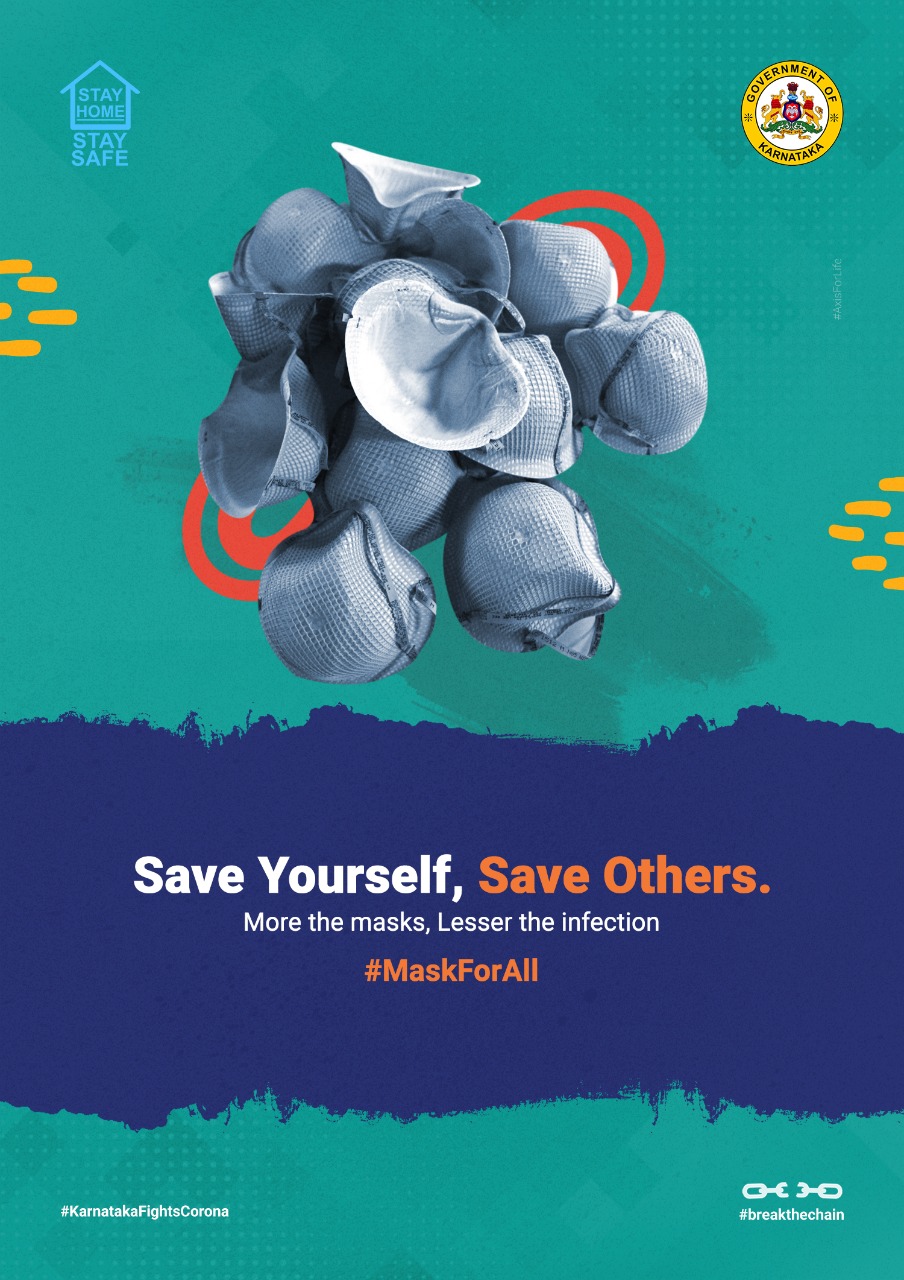 STAY
HOME
STAY
SAFE
GOVERNMENT OF
KARNATAKA
#AxisForLife
Save Yourself, Save Others.
More the masks, Lesser the infection
#MaskForAll
#KarnatakaFightsCorona
#breakthechain